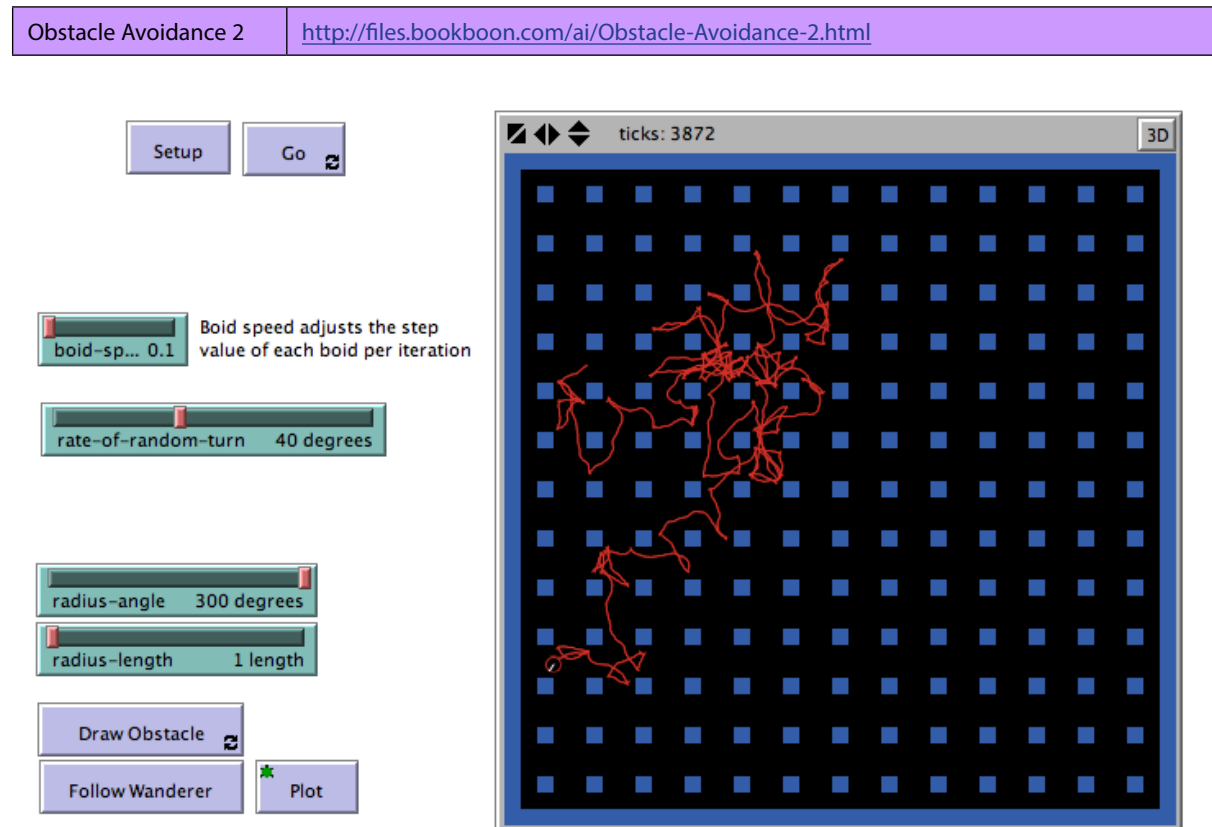 Obstacle Avoidance 2
http://files.bookboon.com/ai/Obstacle-Avoidance-2.html
Setup
Go
ticks: 3872
3D
boid-sp... 0.1
Boid speed adjusts the step
value of each boid per iteration
rate-of-random-turn 40 degrees
radius-angle 300 degrees
radius-length 1 length
Draw Obstacle
Follow Wanderer
Plot